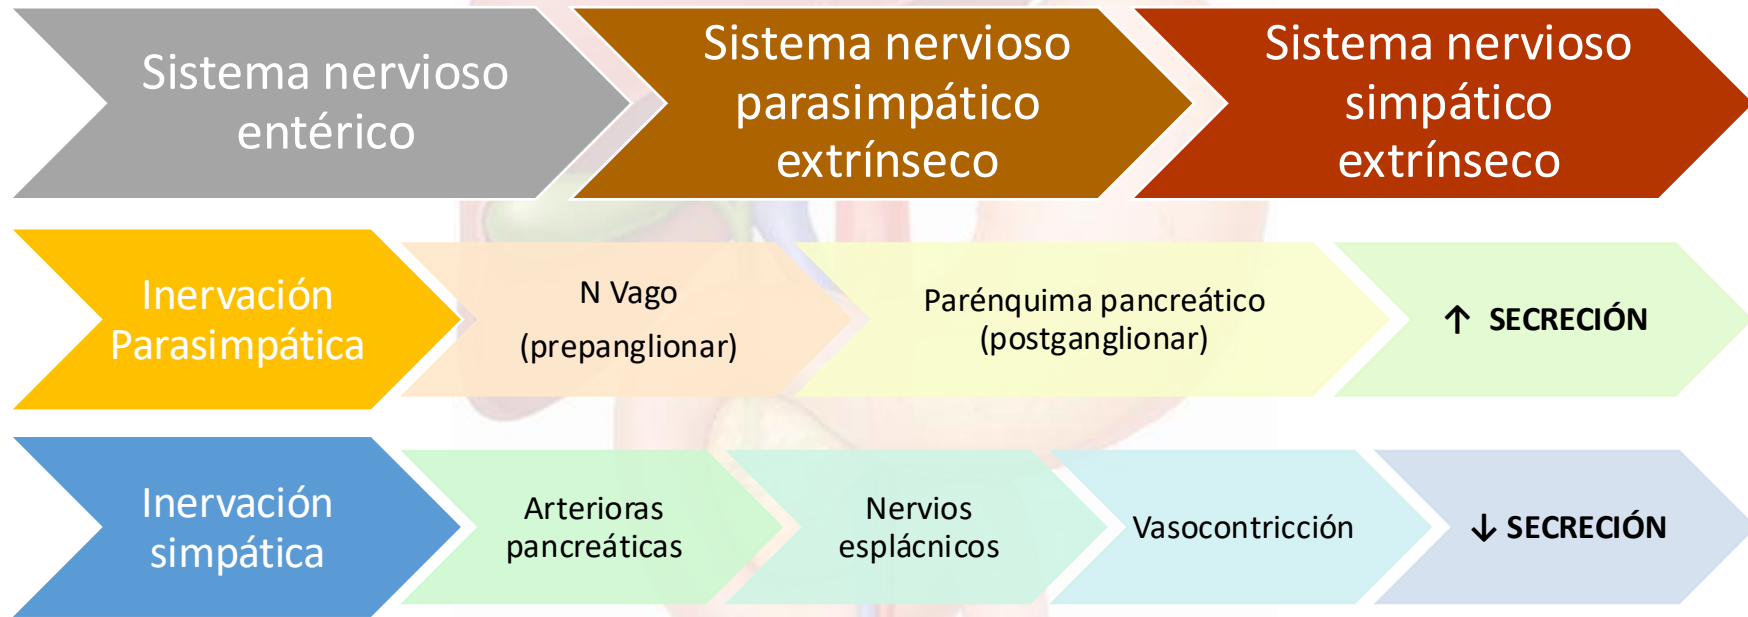 Sistema nervioso
entérico
Sistema nervioso
parasimpático
extrínseco
Sistema nervioso
simpático
extrínseco
Inervación
Parasimpática
N Vago
(prepanglionar)
Parénquima pancreático
(postganglionar)
↑ SECRECIÓN
Inervación
simpática
Arterioras
pancreáticas
Nervios
esplácnicos
Vasocontricción
↓ SECRECIÓN